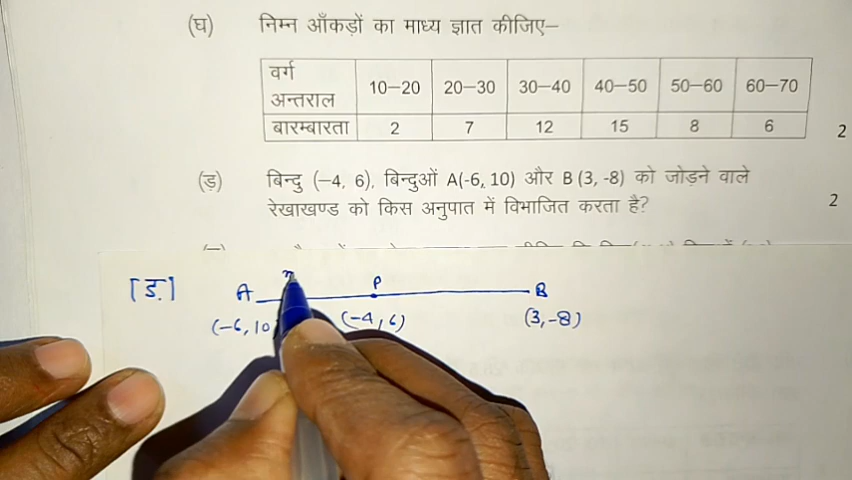 (घ) निम्न आँकड़ों का माध्य ज्ञात कीजिए–
वर्ग अन्तराल 10–20 20–30 30–40 40–50 50–60 60–70
बारम्बारता 2 7 12 15 8 6
2
(ड़) बिन्दु (–4, 6), बिन्दुओं A(-6, 10) और B (3, -8) को जोड़ने वाले
रेखाखण्ड को किस अनुपात में विभाजित करता है? 2
[ड.] A P B
(-6, 10 (-4, 6) (3, -8)